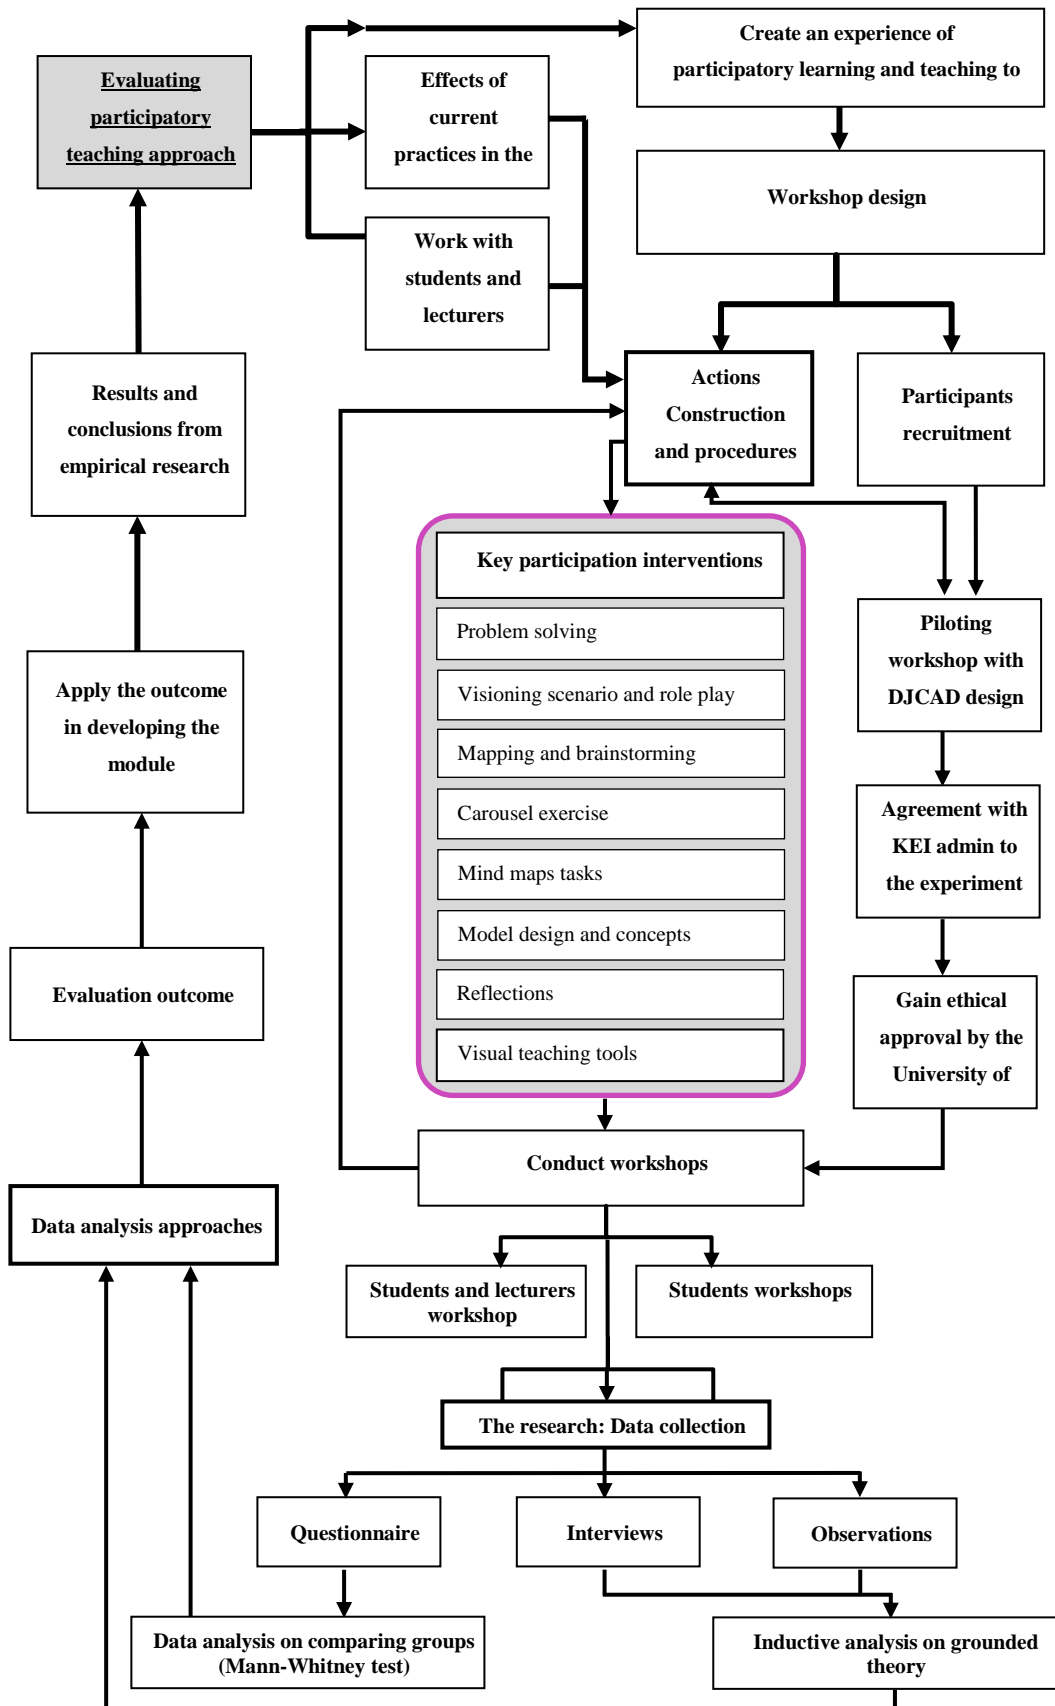 Create an experience of
participatory learning and teaching to
Evaluating
participatory
teaching approach
Effects of
current
practices in the
Workshop design
Work with
students and
lecturers
Results and
conclusions from
empirical research
Actions
Construction
and procedures
Participants
recruitment
Key participation interventions
Problem solving
Visioning scenario and role play
Mapping and brainstorming
Carousel exercise
Mind maps tasks
Model design and concepts
Reflections
Visual teaching tools
Piloting
workshop with
DJCAD design
Apply the outcome
in developing the
module
Agreement with
KEI admin to
the experiment
Evaluation outcome
Gain ethical
approval by the
University of
Conduct workshops
Data analysis approaches
Students and lecturers
workshop
Students workshops
The research: Data collection
Questionnaire
Interviews
Observations
Data analysis on comparing groups
(Mann-Whitney test)
Inductive analysis on grounded
theory